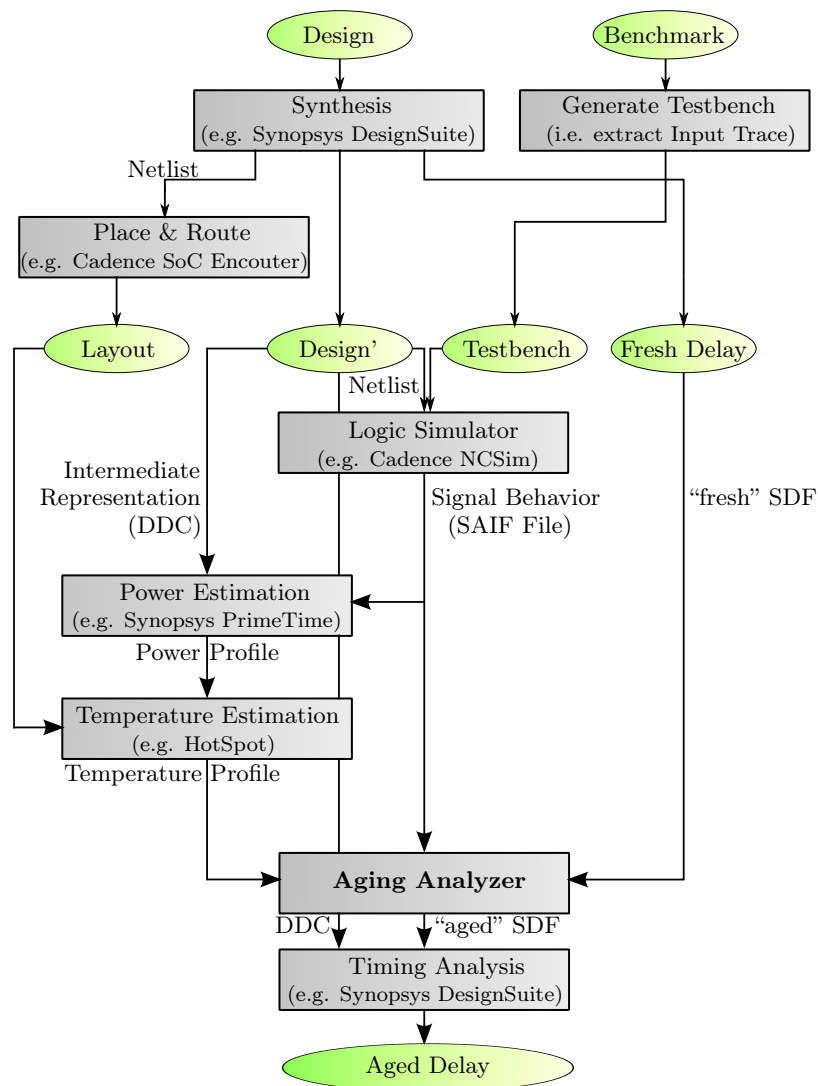 Design
Benchmark
Synthesis
(e.g. Synopsys DesignSuite)
Generate Testbench
(i.e. extract Input Trace)
Netlist
Place & Route
(e.g. Cadence SoC Encouter)
Layout
Design'
Testbench
Fresh Delay
Netlist
Logic Simulator
(e.g. Cadence NCSim)
Intermediate
Representation
(DDC)
Signal Behavior
(SAIF File)
“fresh” SDF
Power Estimation
(e.g. Synopsys PrimeTime)
Power Profile
Temperature Estimation
(e.g. HotSpot)
Temperature Profile
Aging Analyzer
DDC
“aged” SDF
Timing Analysis
(e.g. Synopsys DesignSuite)
Aged Delay